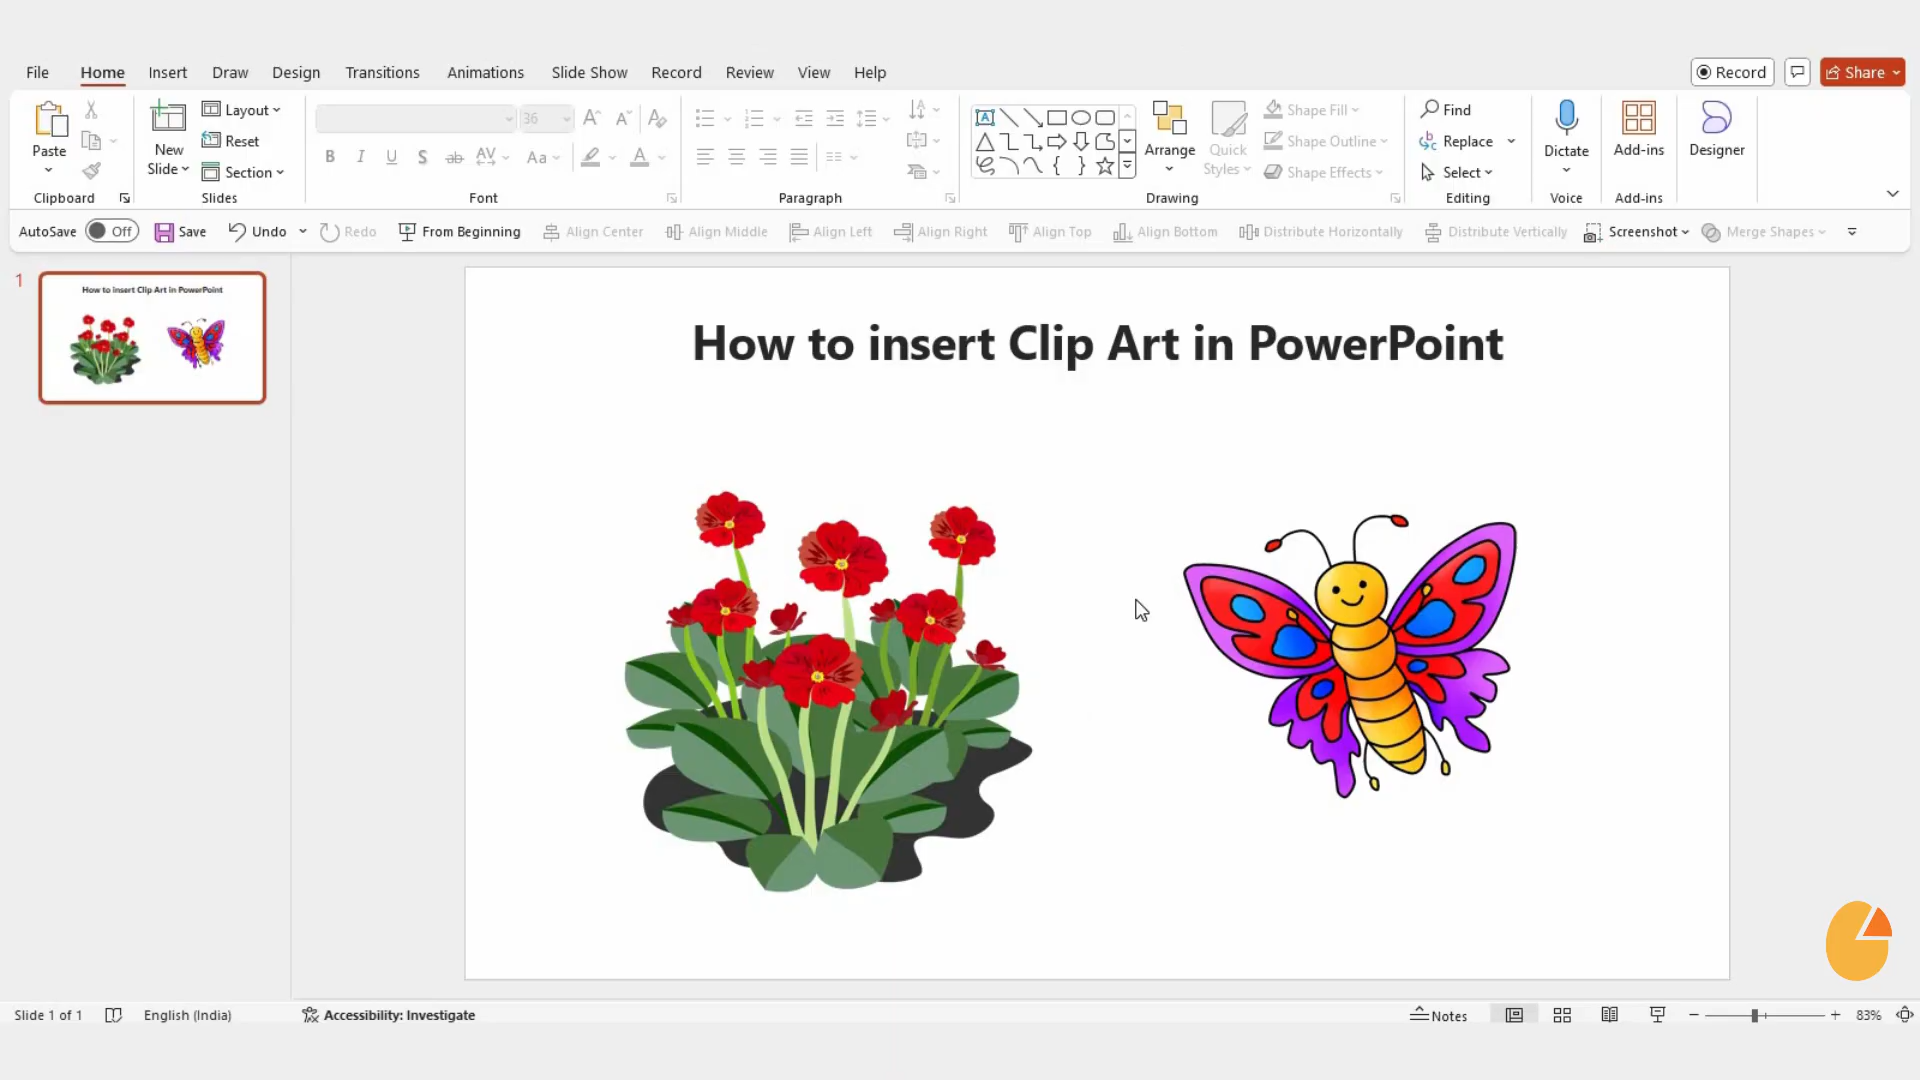 File Home Insert Draw Design Transitions Animations Slide Show Record Review View Help Record Share
Paste
New Slide
Layout
Reset
Section
36
B I U S ab AV Aa A
Arrange
Quick Styles
Shape Fill
Shape Outline
Shape Effects
Find
Replace
Select
Dictate
Add-ins
Designer
Clipboard Slides Font Paragraph Drawing Editing Voice Add-ins
AutoSave Off Save Undo Redo From Beginning Align Center Align Middle Align Left Align Right Align Top Align Bottom Distribute Horizontally Distribute Vertically Screenshot Merge Shapes
1
How to insert Clip Art in PowerPoint
How to insert Clip Art in PowerPoint
Slide 1 of 1 English (India) Accessibility: Investigate Notes 83%